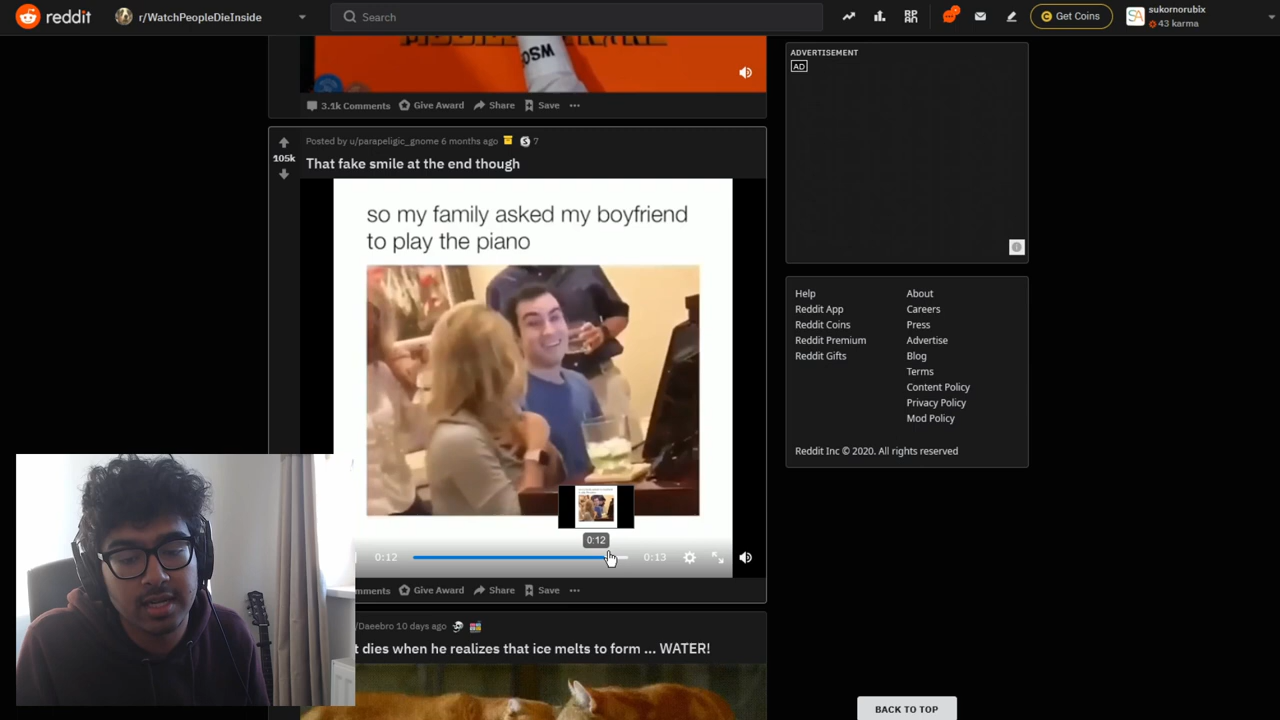 reddit
r/WatchPeopleDieInside
Search
Get Coins
SA
sukornorubix
43 karma
WSO
3.1k Comments
Give Award
Share
Save
ADVERTISEMENT
AD
105k
Posted by u/parapeligic_gnome 6 months ago
7
That fake smile at the end though
so my family asked my boyfriend
to play the piano
0:12
0:12
0:13
mments
Give Award
Share
Save
/Daeebro 10 days ago
t dies when he realizes that ice melts to form ... WATER!
Help
About
Reddit App
Careers
Reddit Coins
Press
Reddit Premium
Advertise
Reddit Gifts
Blog
Terms
Content Policy
Privacy Policy
Mod Policy
Reddit Inc © 2020. All rights reserved
BACK TO TOP